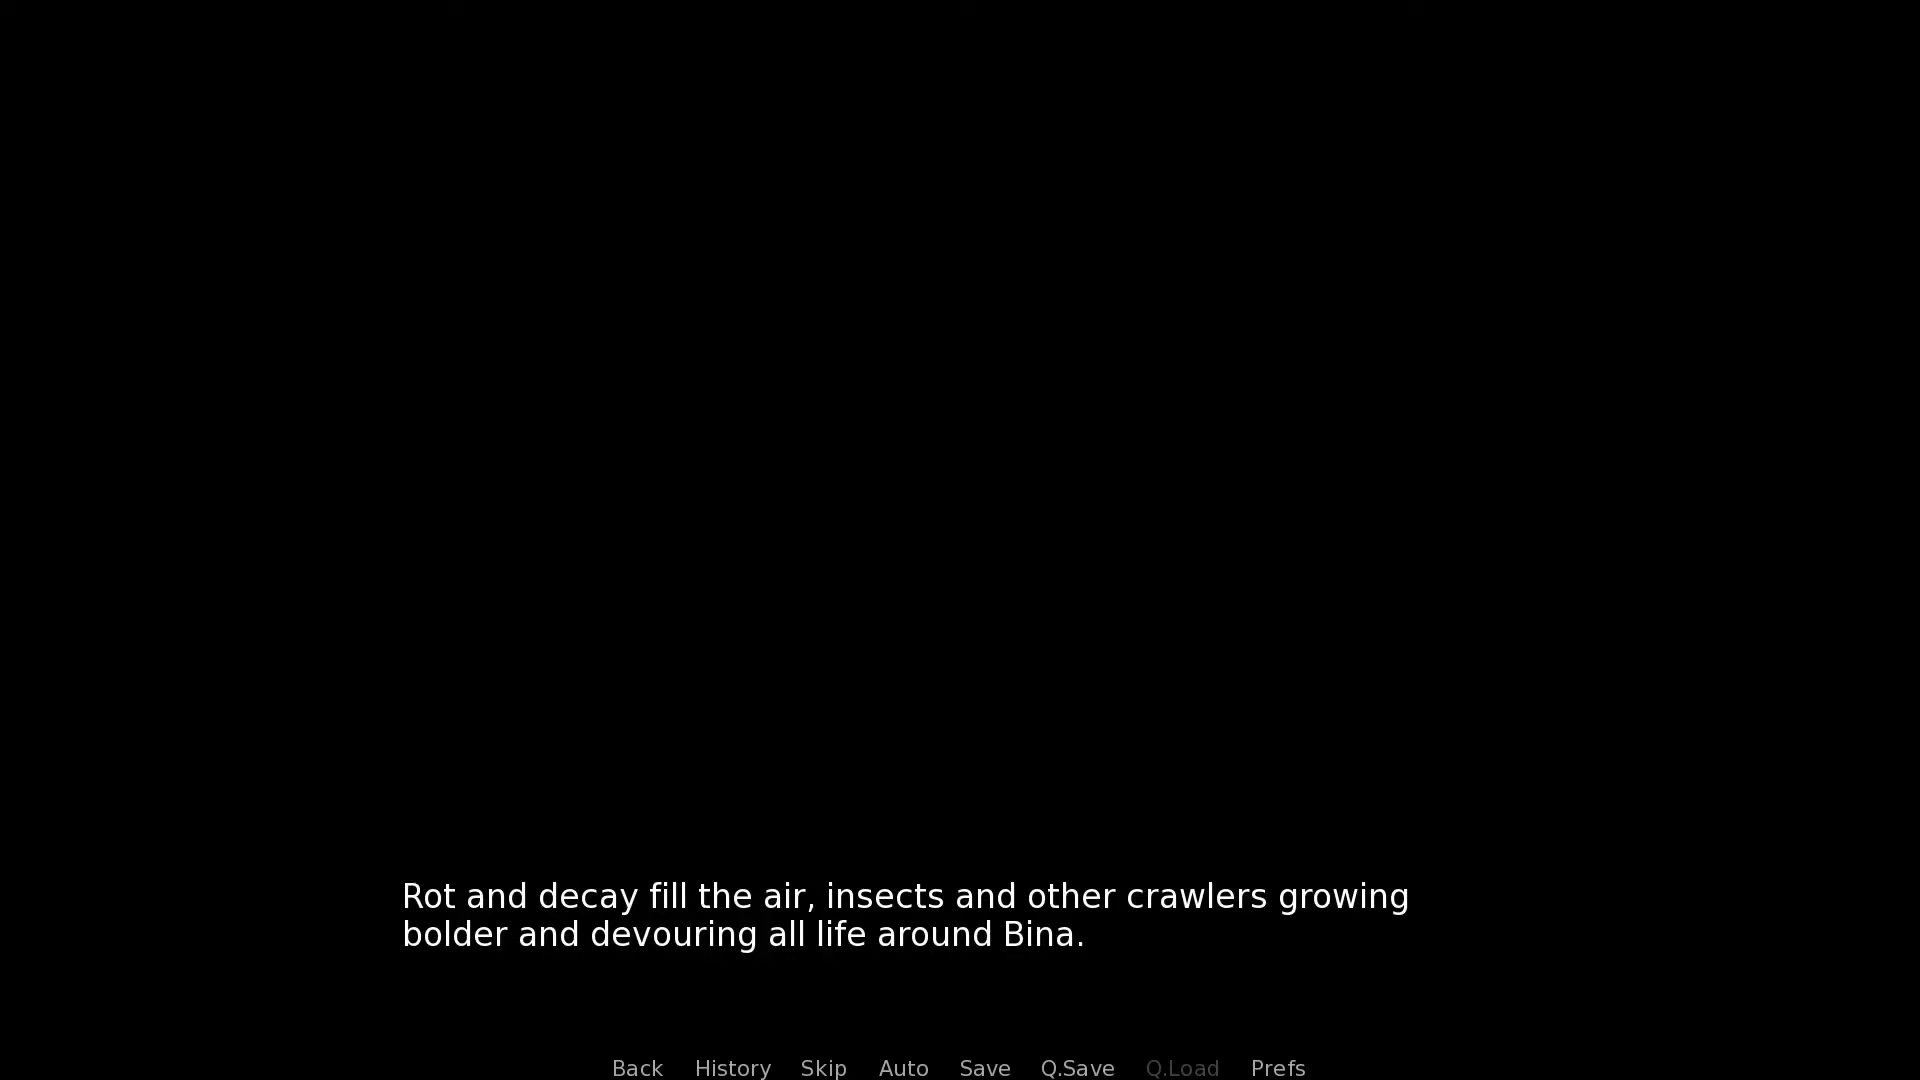 Rot and decay fill the air, insects and other crawlers growing
bolder and devouring all life around Bina.
Back History Skip Auto Save Q.Save Q.Load Prefs